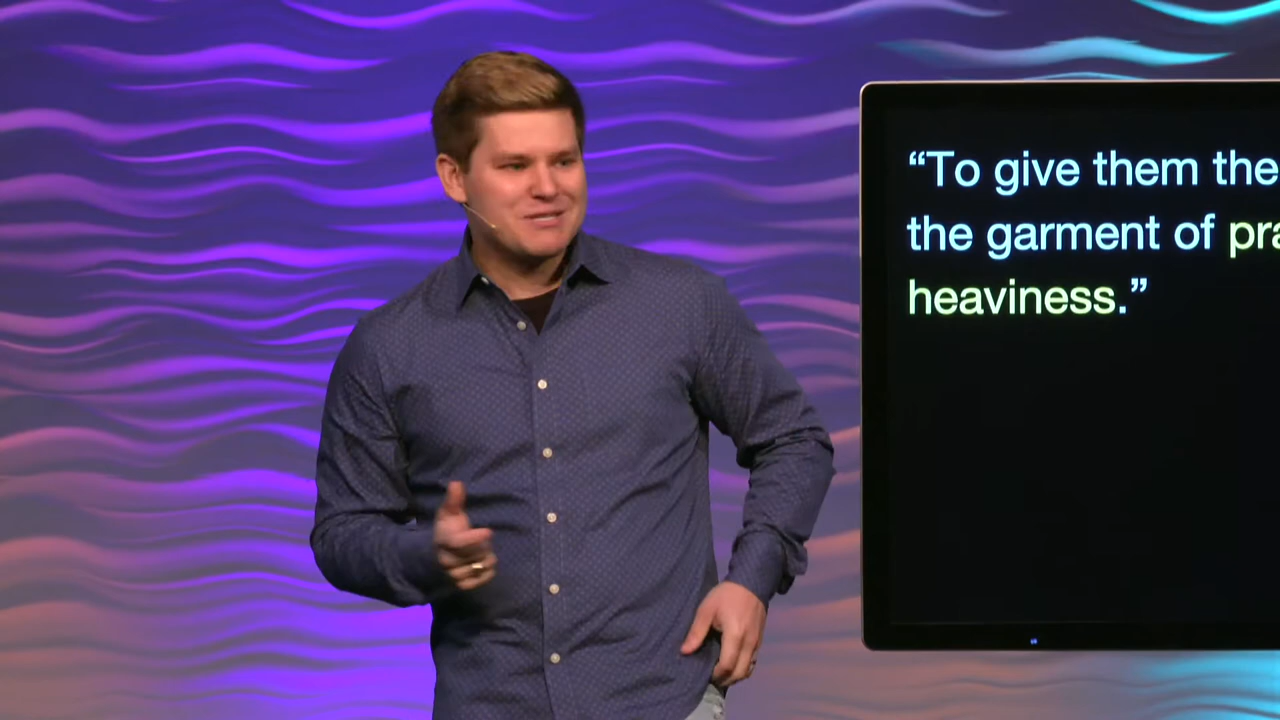 “To give them the
the garment of
heaviness.”